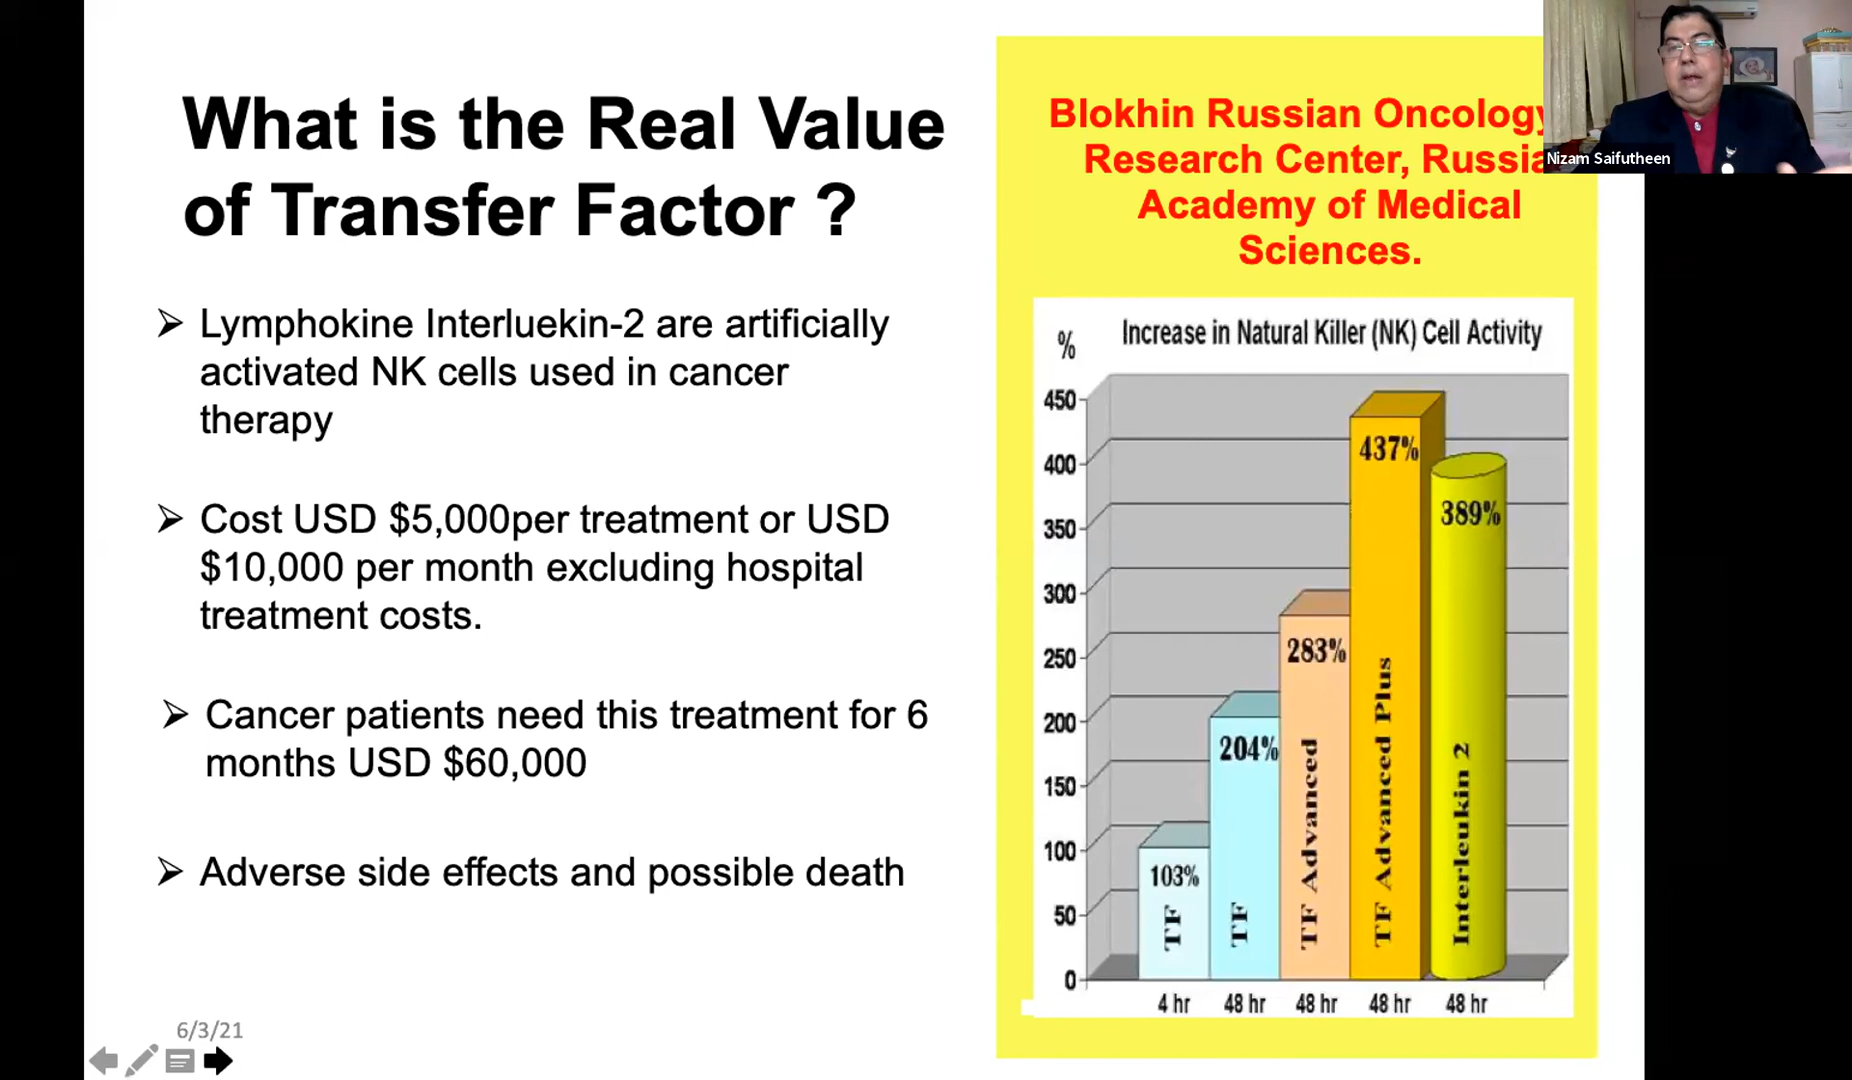 What is the Real Value
of Transfer Factor ?
Lymphokine Interluekin-2 are artificially
activated NK cells used in cancer
therapy
Cost USD $5,000per treatment or USD
$10,000 per month excluding hospital
treatment costs.
Cancer patients need this treatment for 6
months USD $60,000
Adverse side effects and possible death
6/3/21
Blokhin Russian Oncology
Research Center, Russia
Academy of Medical
Sciences.
% Increase in Natural Killer (NK) Cell Activity
450
400
350
300
250
200
150
100
50
0
103%
TF
204%
TF
283%
TF Advanced
437%
TF Advanced Plus
389%
Interleukin 2
4 hr 48 hr 48 hr 48 hr 48 hr
Nizam Saifutheen